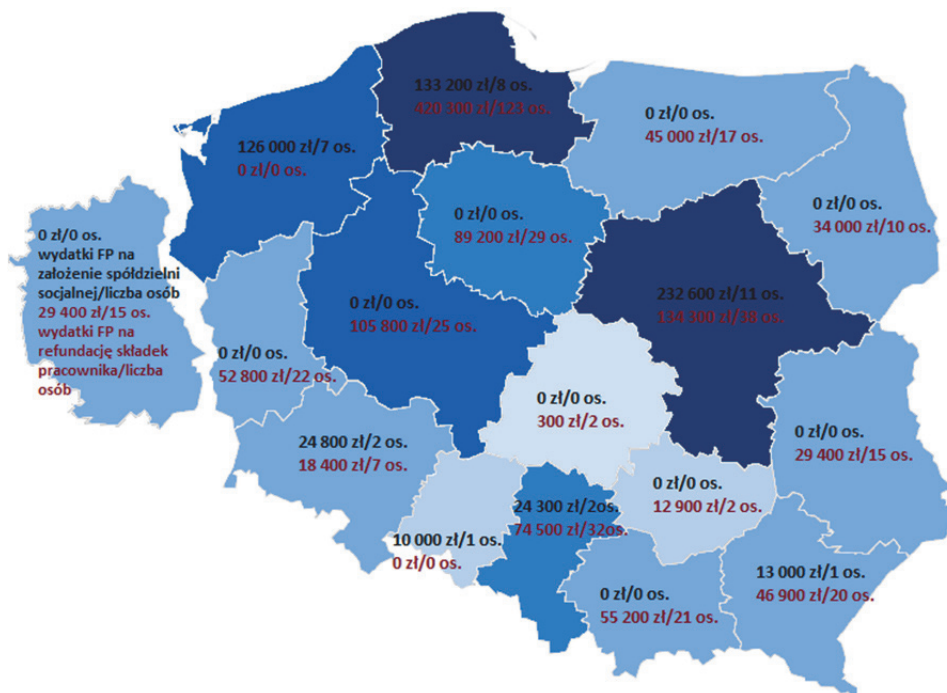 133 200 zł/8 os.
420 300 zł/123 os.
0 zł/0 os.
45 000 zł/17 os.
126 000 zł/7 os.
0 zł/0 os.
0 zł/0 os.
34 000 zł/10 os.
0 zł/0 os.
89 200 zł/29 os.
0 zł/0 os.
wydatki FP na
założenie spółdzielni
socjalnej/liczba osób
29 400 zł/15 os.
wydatki FP na
refundację składek
pracownika/liczba
osób
0 zł/0 os.
105 800 zł/25 os.
232 600 zł/11 os.
134 300 zł/38 os.
0 zł/0 os.
52 800 zł/22 os.
0 zł/0 os.
300 zł/2 os.
0 zł/0 os.
29 400 zł/15 os.
24 800 zł/2 os.
18 400 zł/7 os.
0 zł/0 os.
12 900 zł/2 os.
24 300 zł/2os.
74 500 zł/32os.
10 000 zł/1 os.
0 zł/0 os.
0 zł/0 os.
55 200 zł/21 os.
13 000 zł/1 os.
46 900 zł/20 os.